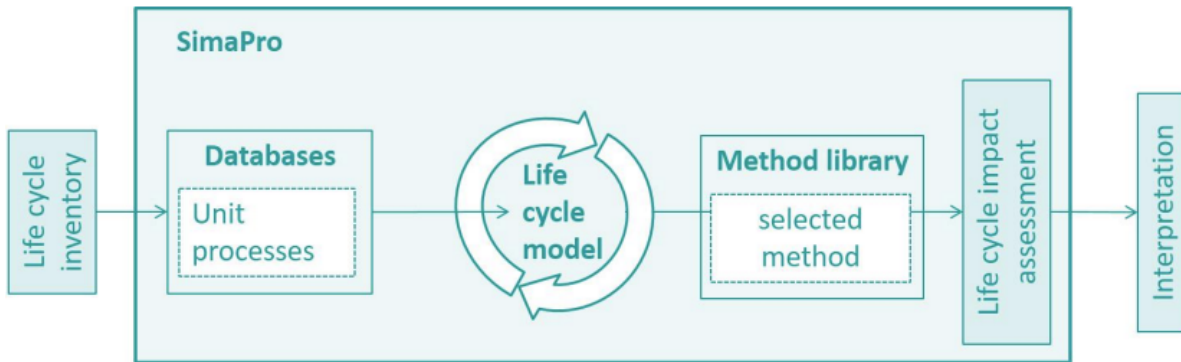 SimaPro
Life cycle
inventory
Databases
Unit
processes
Life
cycle
model
Method library
selected
method
Life cycle impact
assessment
Interpretation